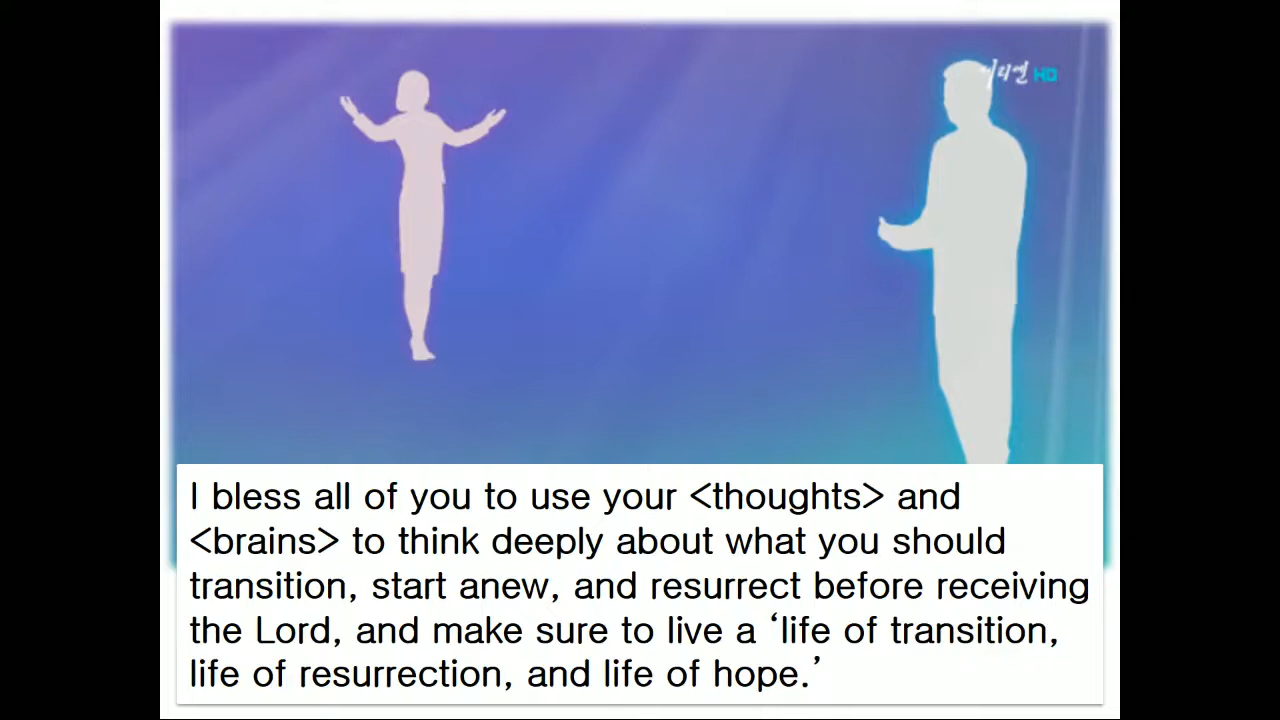 HD
I bless all of you to use your <thoughts> and
<brains> to think deeply about what you should
transition, start anew, and resurrect before receiving
the Lord, and make sure to live a ‘life of transition,
life of resurrection, and life of hope.’